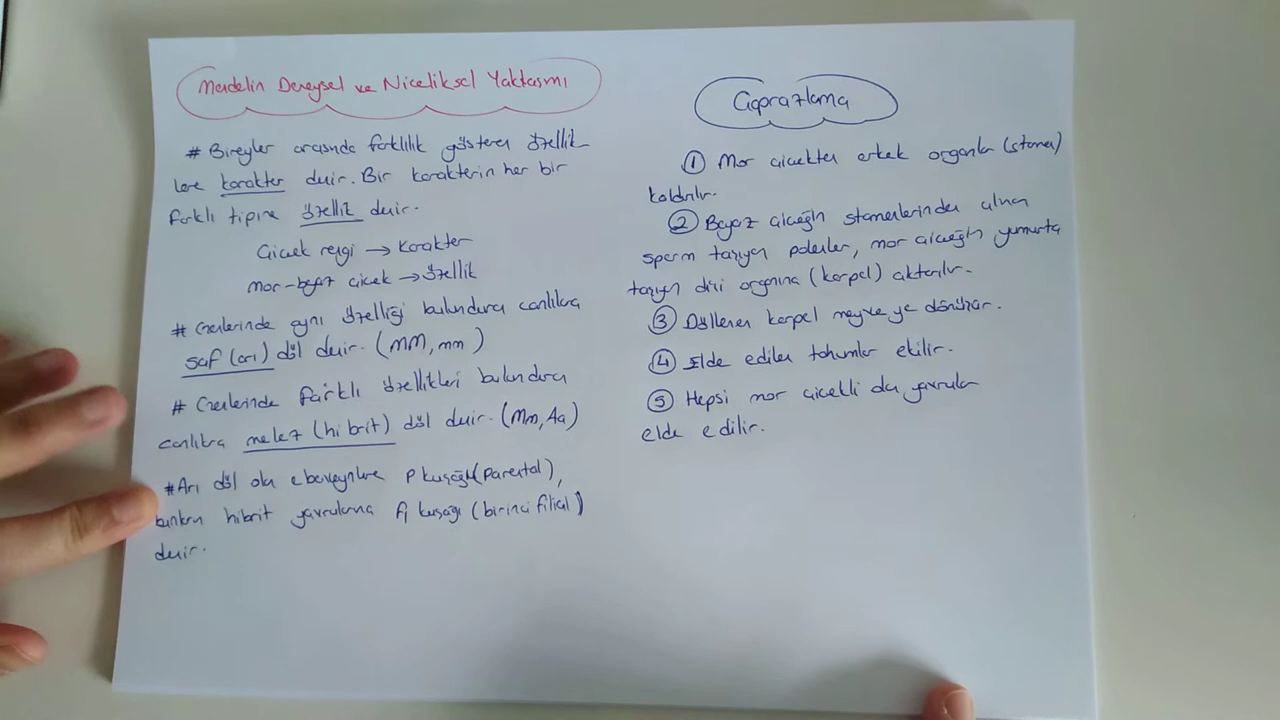 Mendelin Deneysel ve Niceliksel Yaklaşımı
# Bireyler arasında farklılık gösteren özellik
lere karakter denir. Bir karakterin her bir
farklı tipine özellik denir.
Çiçek rengi → Karakter
mor-beyaz çiçek → özellik
# Genlerinde aynı özelliği bulunduran canlılara
saf (arı) döl denir. (MM, mm)
# Genlerinde farklı özellikleri bulunduran
canlılara melez (hibrit) döl denir. (Mm, Aa)
# Arı döl olan ebeveynlere P kuşağı (Parental),
bunların hibrit yavrularına F1 kuşağı (birinci filial)
denir.
Çaprazlama
① Mor çiçekten erkek organlar (stamen)
kaldırılır.
② Beyaz çiçeğin stamenlerinden alınan
sperm taşıyan polenler, mor çiçeğin yumurta
taşıyan dişi organına (karpel) aktarılır.
③ Döllenen karpel meyve ye dönüşür.
④ Elde edilen tohumlar ekilir.
⑤ Hepsi mor çiçekli olan yavrular
elde edilir.